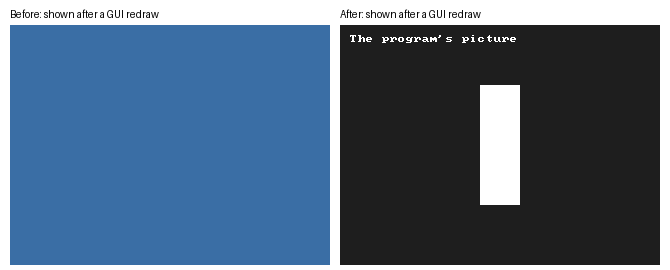 Before: shown after a GUI redraw
After: shown after a GUI redraw
The program's picture